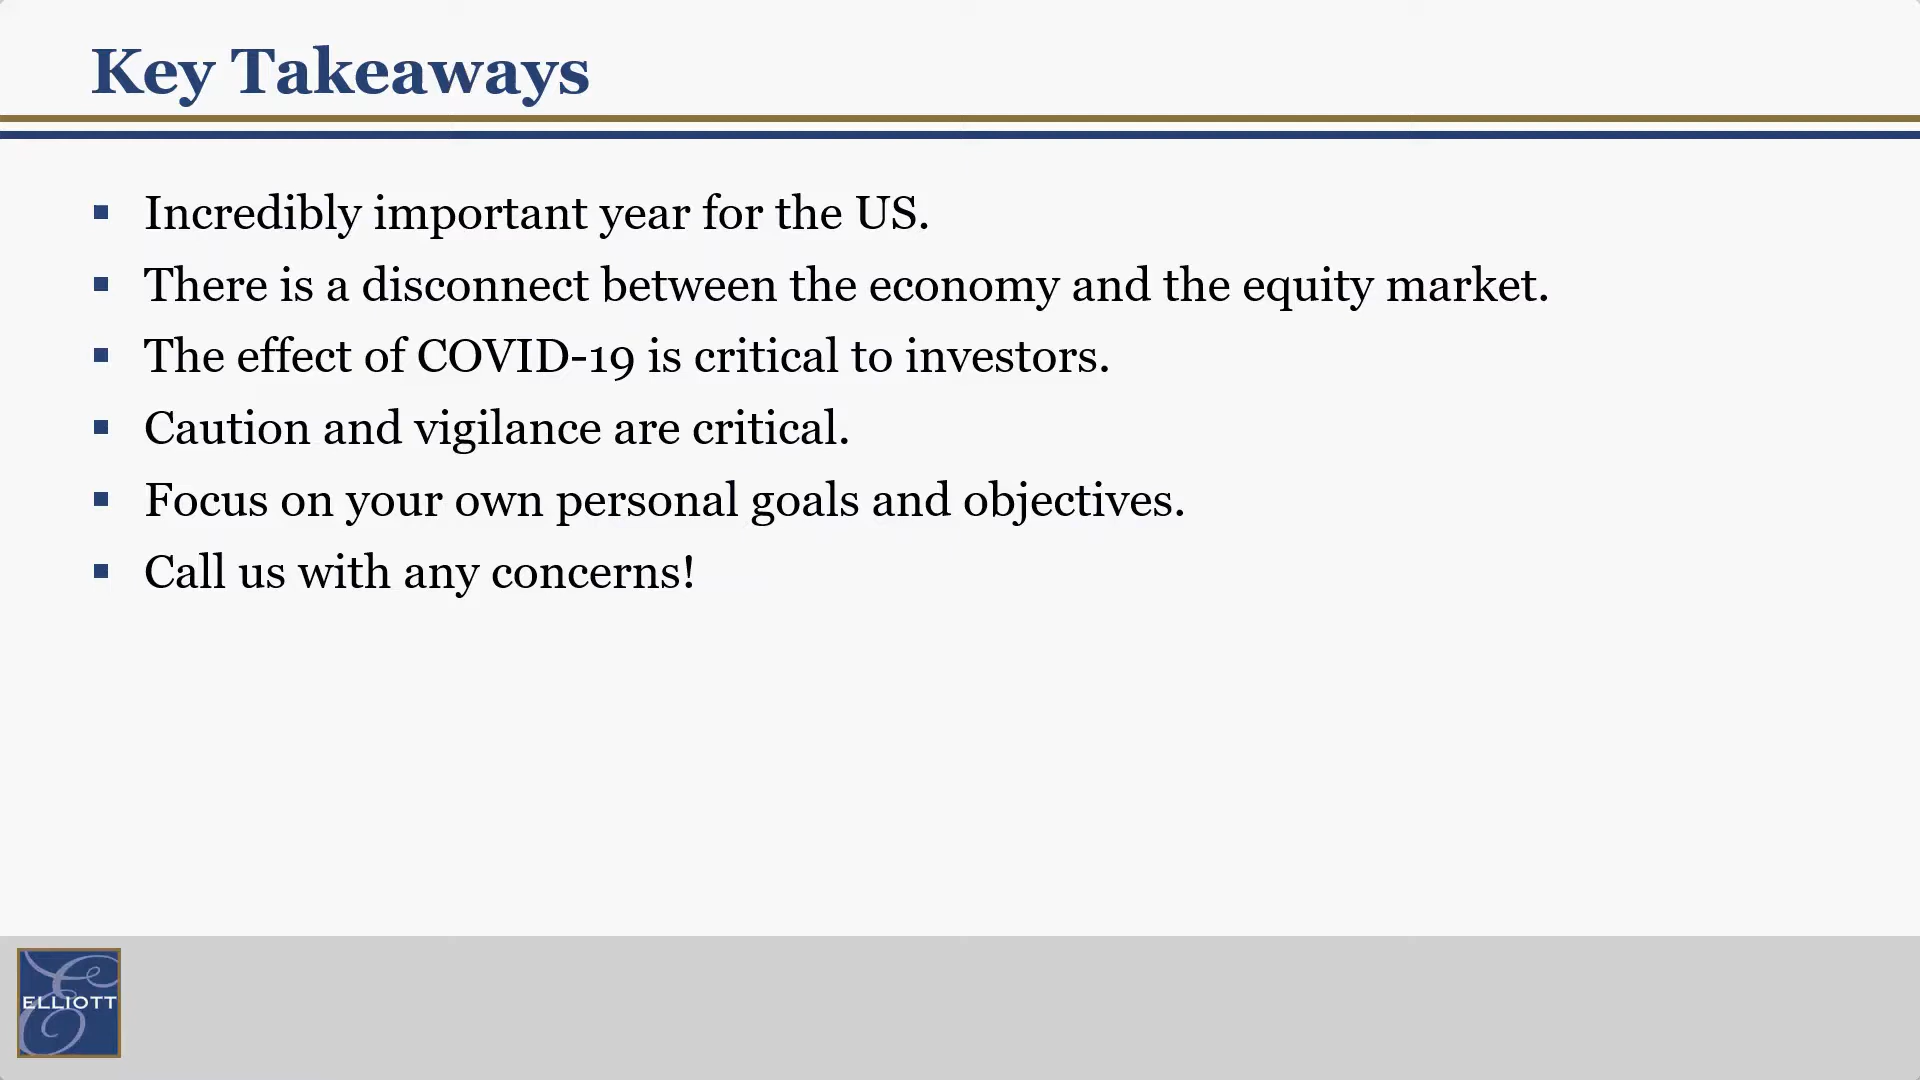 Key Takeaways
Incredibly important year for the US.
There is a disconnect between the economy and the equity market.
The effect of COVID-19 is critical to investors.
Caution and vigilance are critical.
Focus on your own personal goals and objectives.
Call us with any concerns!
ELLIOTT